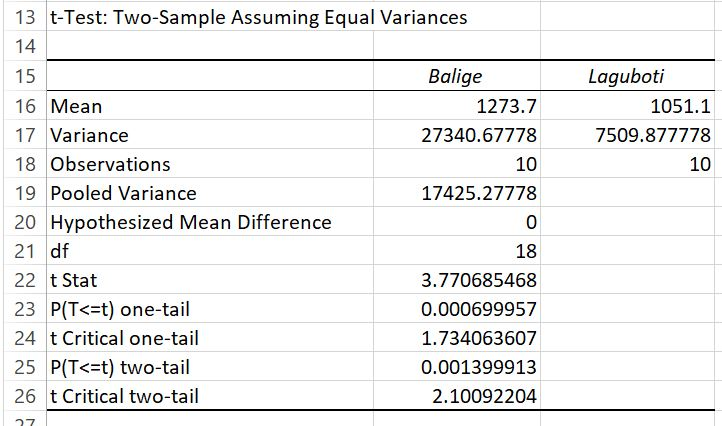 13 t-Test: Two-Sample Assuming Equal Variances
14
15 Balige Laguboti
16 Mean 1273.7 1051.1
17 Variance 27340.67778 7509.877778
18 Observations 10 10
19 Pooled Variance 17425.27778
20 Hypothesized Mean Difference 0
21 df 18
22 t Stat 3.770685468
23 P(T<=t) one-tail 0.000699957
24 t Critical one-tail 1.734063607
25 P(T<=t) two-tail 0.001399913
26 t Critical two-tail 2.10092204
27